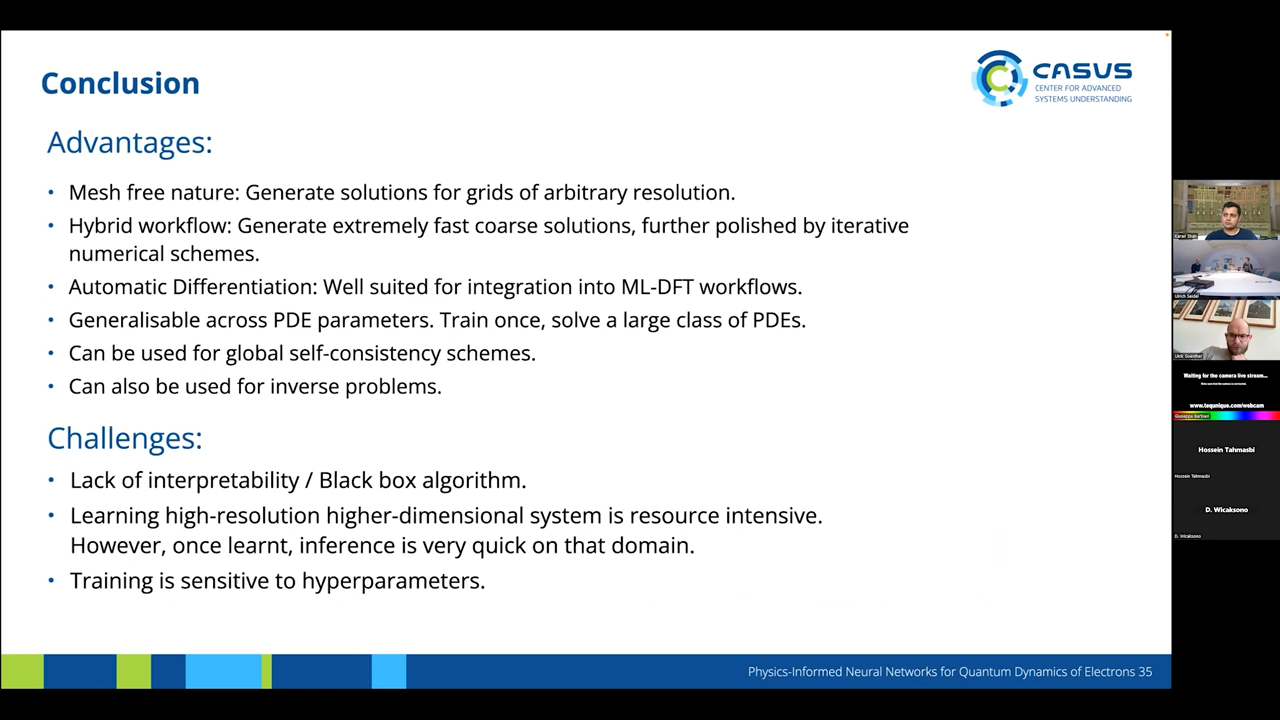 Conclusion
CASUS
CENTER FOR ADVANCED
SYSTEMS UNDERSTANDING
Advantages:
• Mesh free nature: Generate solutions for grids of arbitrary resolution.
• Hybrid workflow: Generate extremely fast coarse solutions, further polished by iterative
numerical schemes.
• Automatic Differentiation: Well suited for integration into ML-DFT workflows.
• Generalisable across PDE parameters. Train once, solve a large class of PDEs.
• Can be used for global self-consistency schemes.
• Can also be used for inverse problems.
Challenges:
• Lack of interpretability / Black box algorithm.
• Learning high-resolution higher-dimensional system is resource intensive.
However, once learnt, inference is very quick on that domain.
• Training is sensitive to hyperparameters.
Physics-Informed Neural Networks for Quantum Dynamics of Electrons 35
Karan Shah
Ulrich Seidel
Waiting for the camera live stream...
www.tequnique.com/webcam
Hossein Tahmasbi
Hossein Tahmasbi
D. Wicaksono
D. Wicaksono